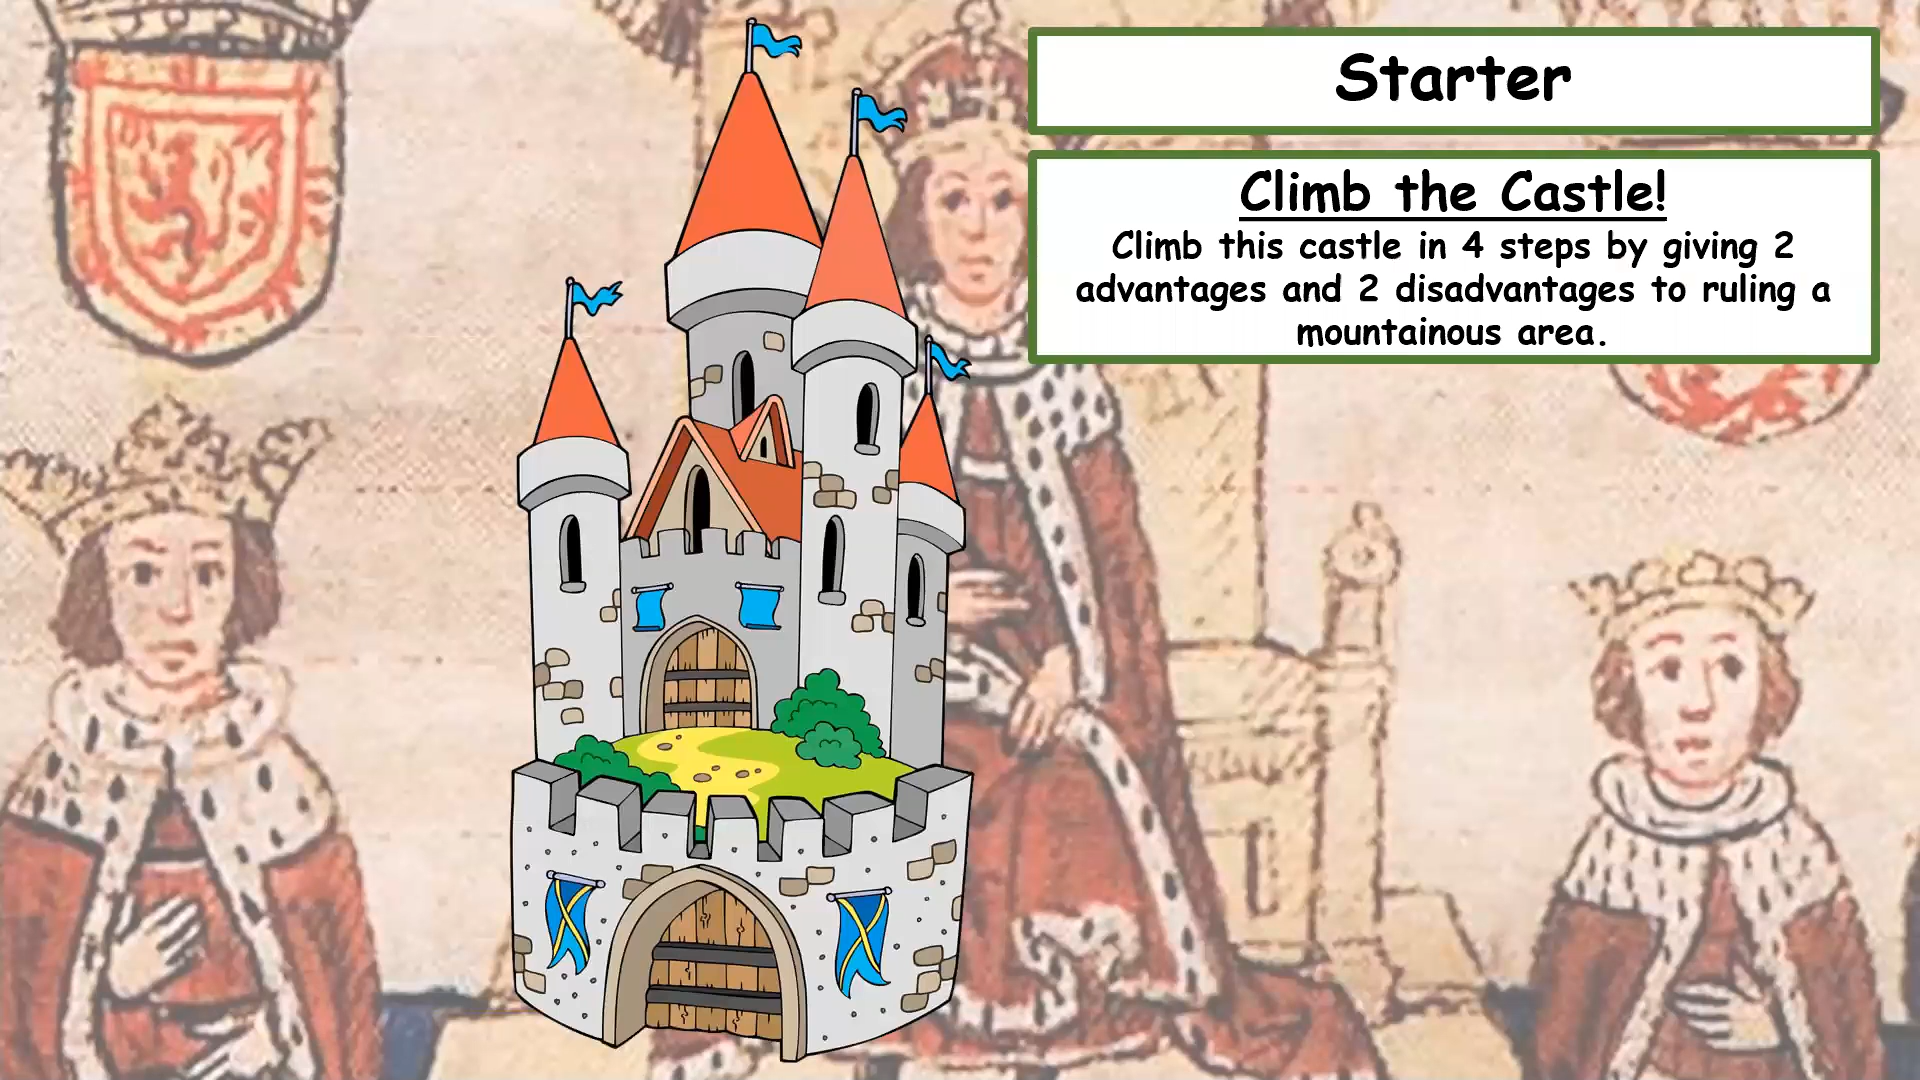 Starter
Climb the Castle!
Climb this castle in 4 steps by giving 2
advantages and 2 disadvantages to ruling a
mountainous area.